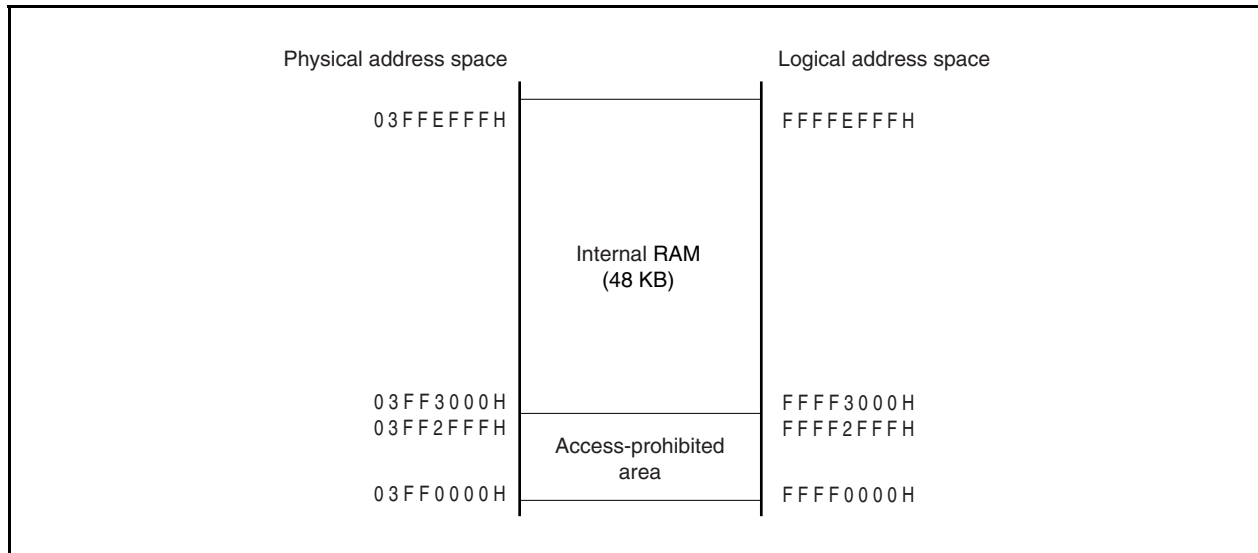 Physical address space
Logical address space
03FFEFFFH
FFFFEFFFH
Internal RAM
(48 KB)
03FF3000H
FFFF3000H
03FF2FFFH
FFFF2FFFH
Access-prohibited
area
03FF0000H
FFFF0000H